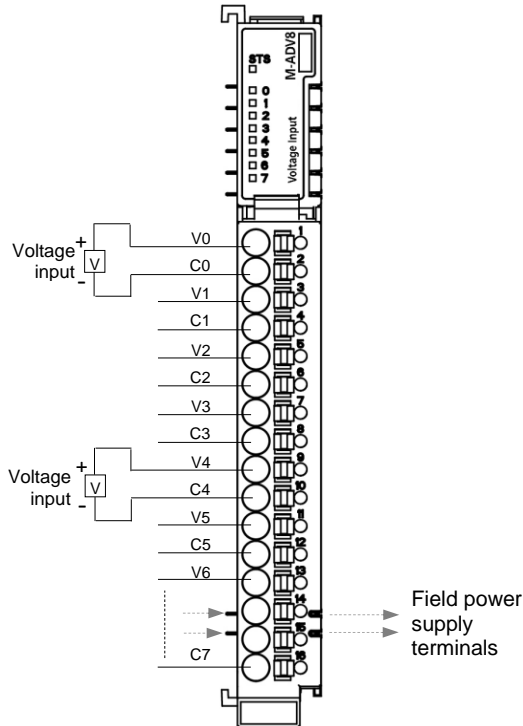 M-ADV8
STS
0
1
2
3
4
5
6
7
Voltage Input
Voltage
input
+
V
-
V0
1
C0
2
V1
3
C1
4
V2
5
C2
6
V3
7
C3
8
Voltage
input
+
V
-
V4
9
C4
10
V5
11
C5
12
V6
13
14
15
C7
16
Field power
supply
terminals